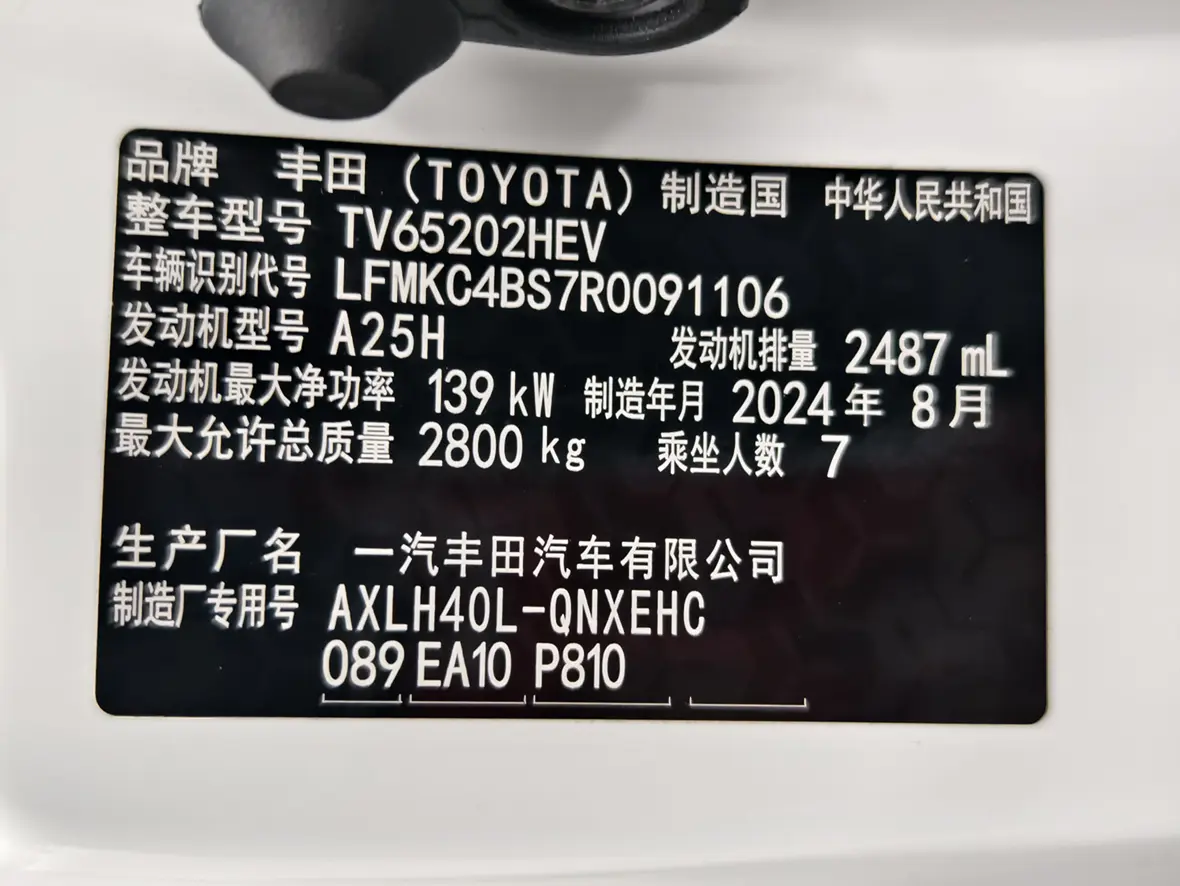 品牌 丰田（TOYOTA）制造国 中华人民共和国
整车型号 TV65202HEV
车辆识别代号 LFMKC4BS7R0091106
发动机型号 A25H 发动机排量 2487 mL
发动机最大净功率 139 kW 制造年月 2024年 8月
最大允许总质量 2800 kg 乘坐人数 7
生产厂名 一汽丰田汽车有限公司
制造厂专用号 AXLH40L-QNXEHC
089 EA10 P810